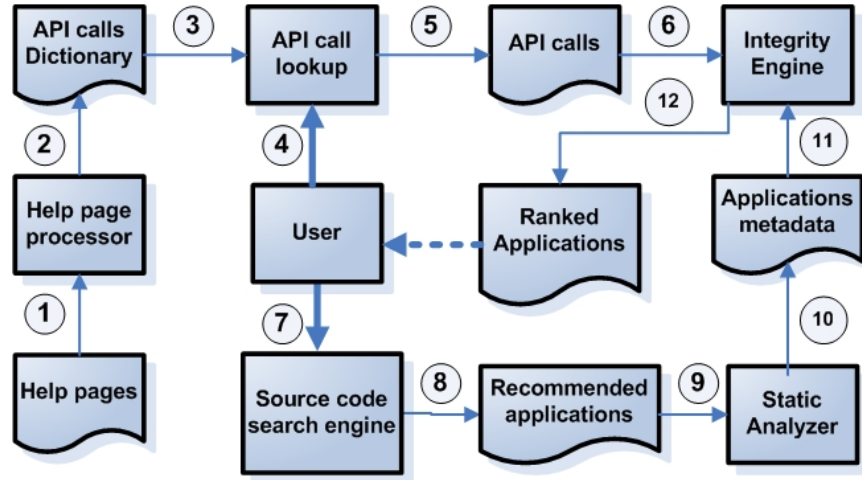 API calls
Dictionary
3
API call
lookup
5
API calls
6
Integrity
Engine
12
2
4
11
Help page
processor
User
Ranked
Applications
Applications
metadata
1
7
10
Help pages
Source code
search engine
8
Recommended
applications
9
Static
Analyzer